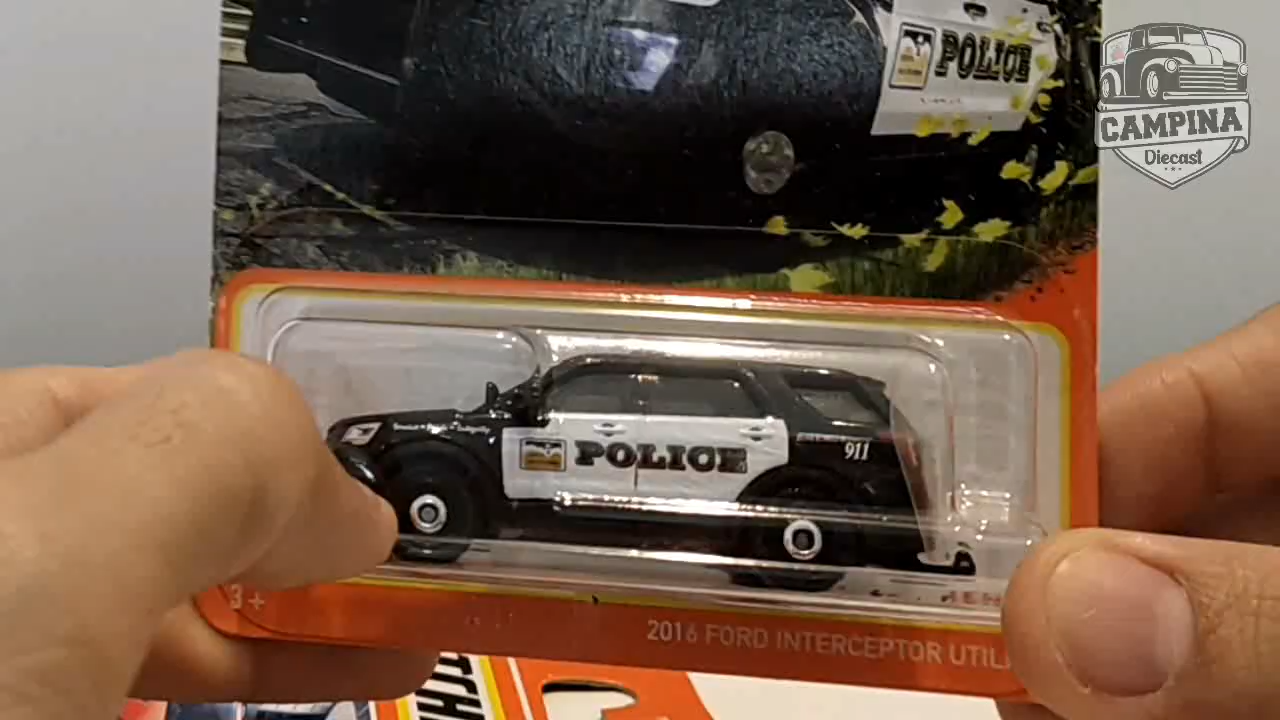 POLICE
CAMPINA
Diecast
POLICE
911
3+
2016 FORD INTERCEPTOR UTIL